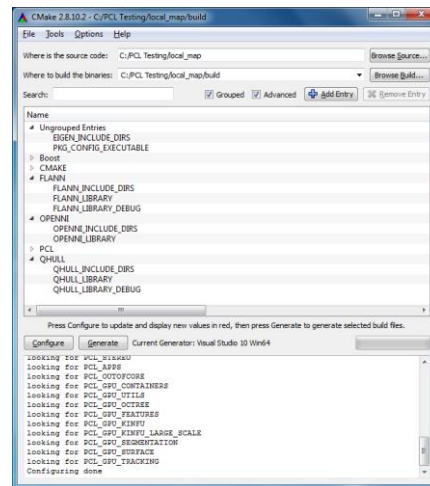 CMake 2.8.10.2 - C:/PCL Testing/local_map/build
File Tools Options Help
Where is the source code: C:/PCL Testing/local_map Browse Source...
Where to build the binaries: C:/PCL Testing/local_map/build Browse Build...
Search: Grouped Advanced Add Entry Remove Entry
Name
Ungrouped Entries
EIGEN_INCLUDE_DIRS
PKG_CONFIG_EXECUTABLE
Boost
CMAKE
FLANN
FLANN_INCLUDE_DIRS
FLANN_LIBRARY
FLANN_LIBRARY_DEBUG
OPENNI
OPENNI_INCLUDE_DIRS
OPENNI_LIBRARY
PCL
QHULL
QHULL_INCLUDE_DIRS
QHULL_LIBRARY
QHULL_LIBRARY_DEBUG
Press Configure to update and display new values in red, then press Generate to generate selected build files.
Configure Generate Current Generator: Visual Studio 10 Win64
looking for PCL_STEREO
looking for PCL_APPS
looking for PCL_OUTOFCORE
looking for PCL_GPU_CONTAINERS
looking for PCL_GPU_UTILS
looking for PCL_GPU_OCTREE
looking for PCL_GPU_FEATURES
looking for PCL_GPU_KINFU
looking for PCL_GPU_KINFU_LARGE_SCALE
looking for PCL_GPU_SEGMENTATION
looking for PCL_GPU_SURFACE
looking for PCL_GPU_TRACKING
Configuring done